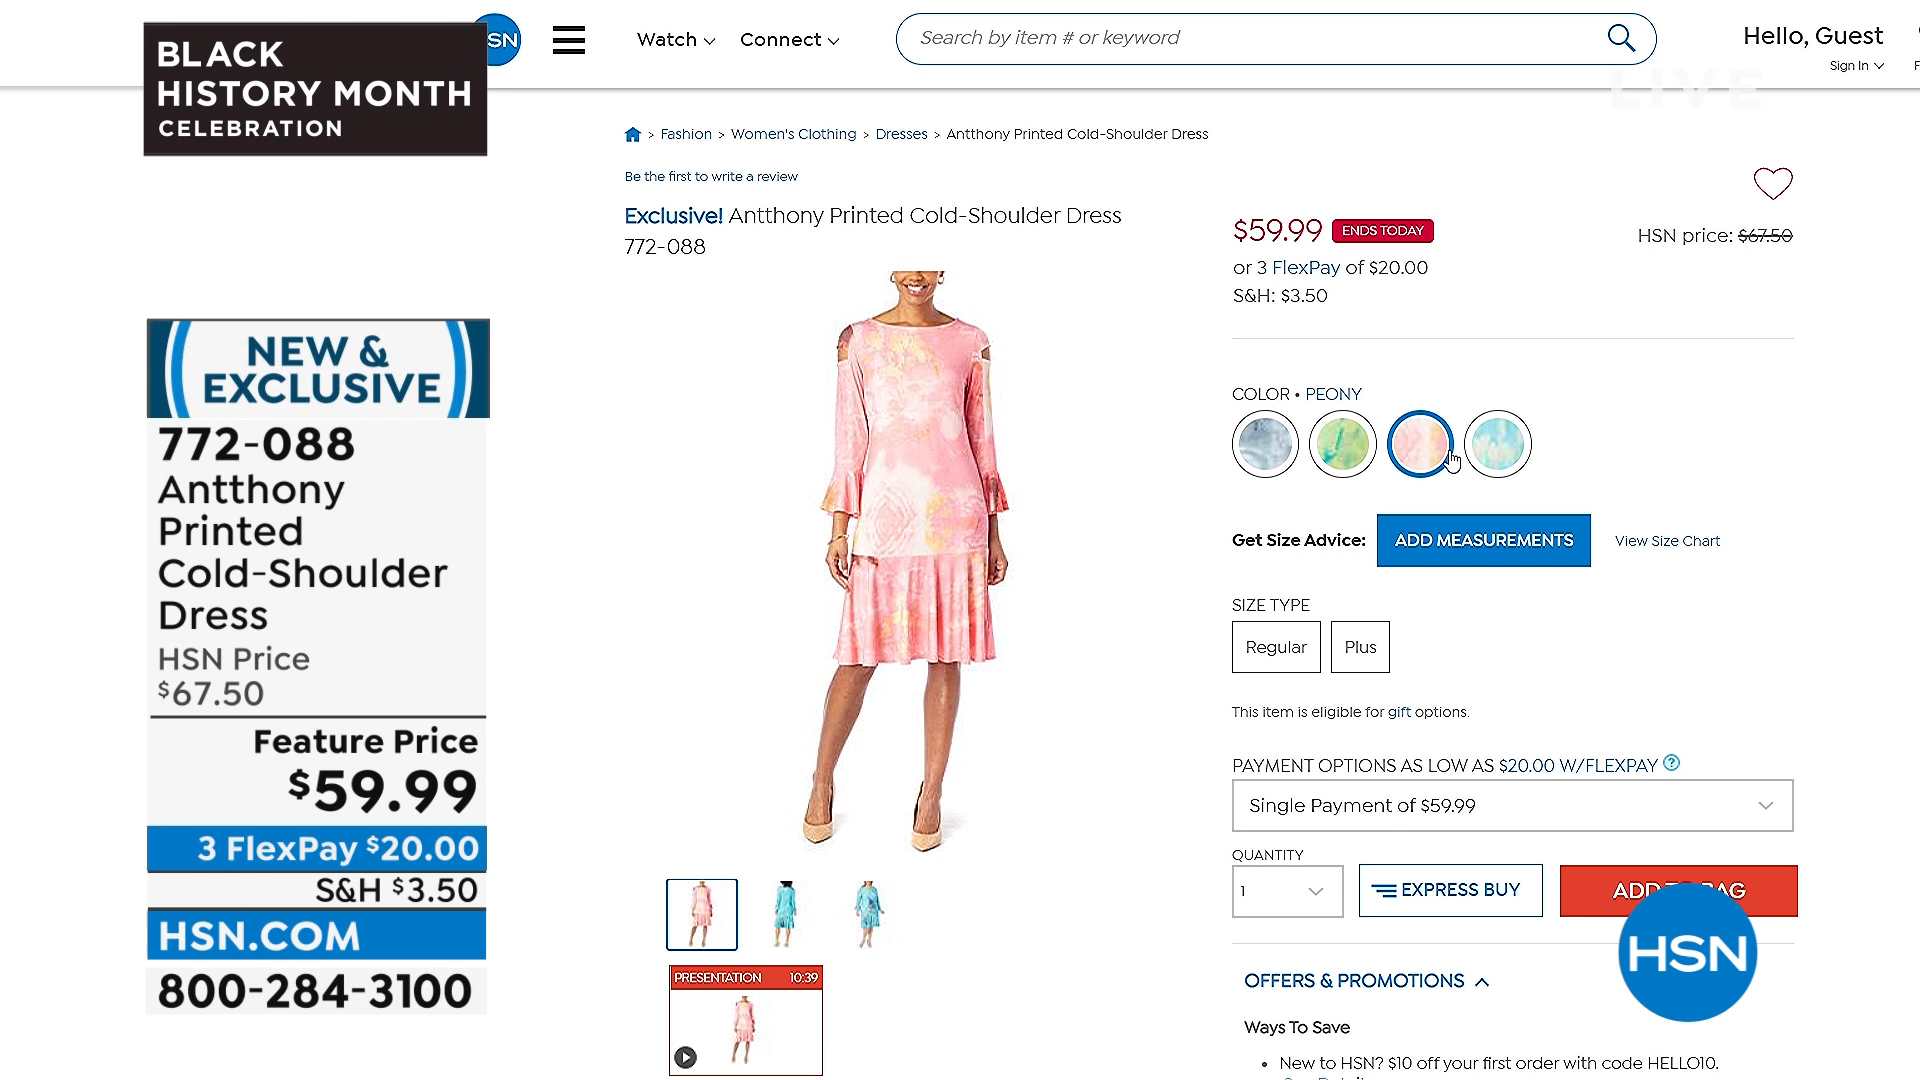 BLACK
HISTORY MONTH
CELEBRATION
HSN
Watch
Connect
Search by item # or keyword
Hello, Guest
Sign In
F
LIVE
> Fashion > Women's Clothing > Dresses > Antthony Printed Cold-Shoulder Dress
Be the first to write a review
Exclusive! Antthony Printed Cold-Shoulder Dress
772-088
$59.99 ENDS TODAY
HSN price: $67.50
or 3 FlexPay of $20.00
S&H: $3.50
COLOR • PEONY
Get Size Advice: ADD MEASUREMENTS View Size Chart
SIZE TYPE
Regular Plus
This item is eligible for gift options.
PAYMENT OPTIONS AS LOW AS $20.00 W/FLEXPAY ?
Single Payment of $59.99
QUANTITY
1
EXPRESS BUY
ADD TO BAG
OFFERS & PROMOTIONS
Ways To Save
• New to HSN? $10 off your first order with code HELLO10.
NEW &
EXCLUSIVE
772-088
Antthony
Printed
Cold-Shoulder
Dress
HSN Price
$67.50
Feature Price
$59.99
3 FlexPay $20.00
S&H $3.50
HSN.COM
800-284-3100
PRESENTATION 10:39
HSN